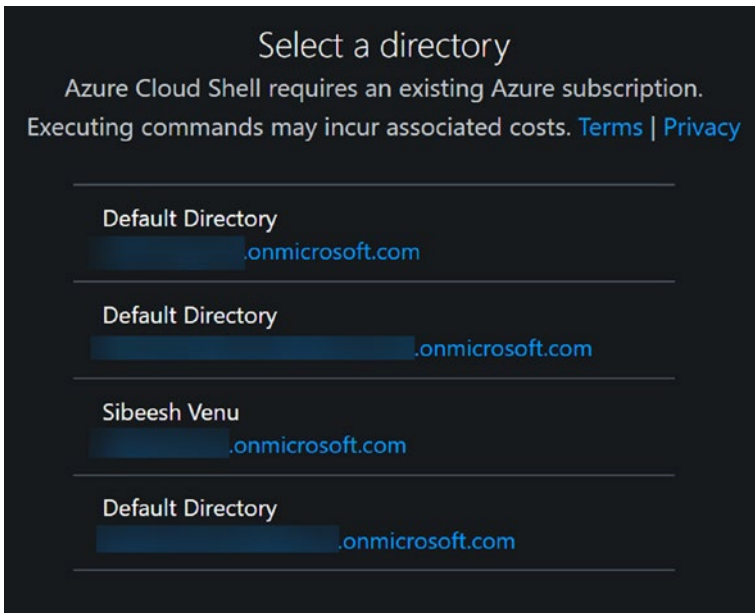 Select a directory
Azure Cloud Shell requires an existing Azure subscription.
Executing commands may incur associated costs. Terms | Privacy
Default Directory
.onmicrosoft.com
Default Directory
.onmicrosoft.com
Sibeesh Venu
.onmicrosoft.com
Default Directory
.onmicrosoft.com